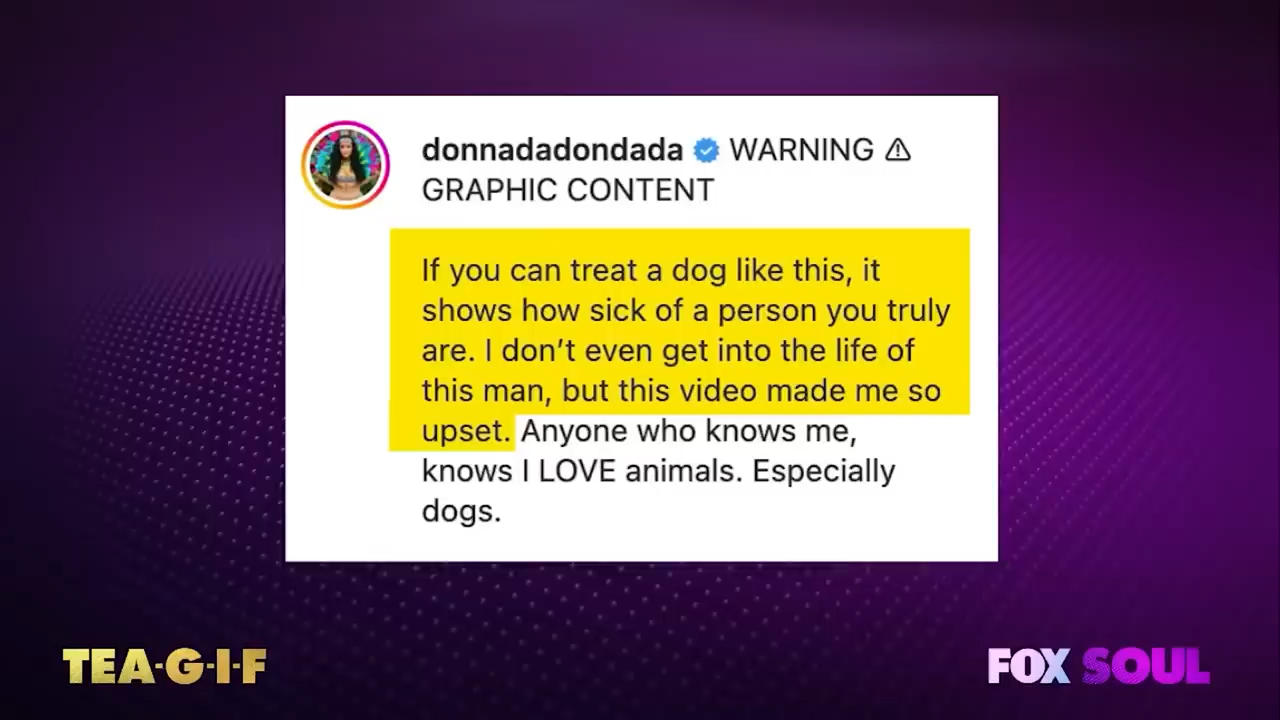 donnadadondada WARNING ⚠
GRAPHIC CONTENT
If you can treat a dog like this, it
shows how sick of a person you truly
are. I don’t even get into the life of
this man, but this video made me so
upset. Anyone who knows me,
knows I LOVE animals. Especially
dogs.
TEA-G-I-F
FOX SOUL